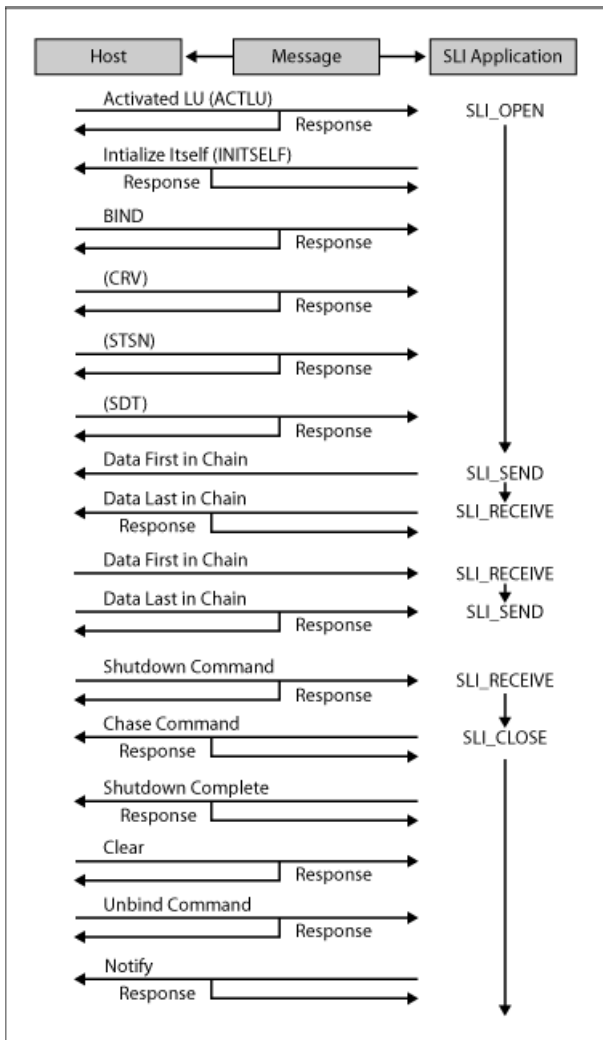 Host Message SLI Application
Activated LU (ACTLU)
Response
SLI_OPEN
Intialize Itself (INITSELF)
Response
BIND
Response
(CRV)
Response
(STSN)
Response
(SDT)
Response
Data First in Chain
SLI_SEND
Data Last in Chain
SLI_RECEIVE
Response
Data First in Chain
SLI_RECEIVE
Data Last in Chain
SLI_SEND
Response
Shutdown Command
SLI_RECEIVE
Response
Chase Command
SLI_CLOSE
Response
Shutdown Complete
Response
Clear
Response
Unbind Command
Response
Notify
Response